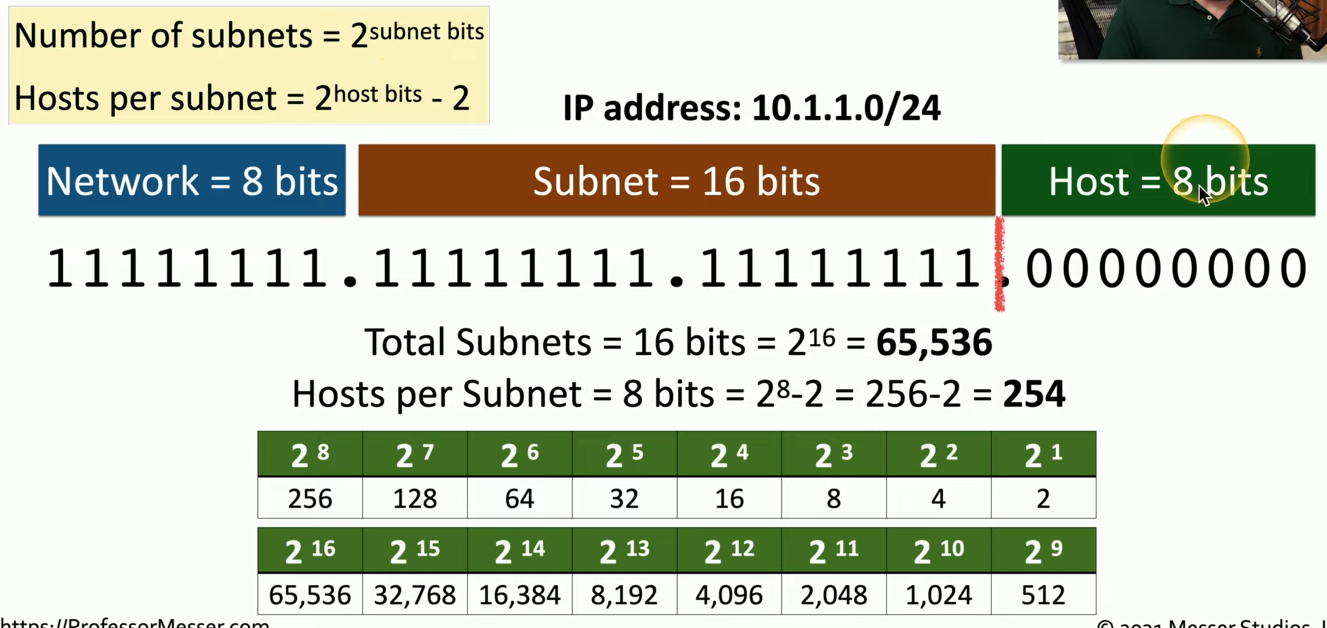 Number of subnets = 2^subnet bits
Hosts per subnet = 2^host bits - 2
IP address: 10.1.1.0/24
Network = 8 bits Subnet = 16 bits Host = 8 bits
11111111.11111111.11111111.00000000
Total Subnets = 16 bits = 2^16 = 65,536
Hosts per Subnet = 8 bits = 2^8-2 = 256-2 = 254
2^8 2^7 2^6 2^5 2^4 2^3 2^2 2^1
256 128 64 32 16 8 4 2
2^16 2^15 2^14 2^13 2^12 2^11 2^10 2^9
65,536 32,768 16,384 8,192 4,096 2,048 1,024 512
https://ProfessorMesser.com © 2021 Messer Studios,